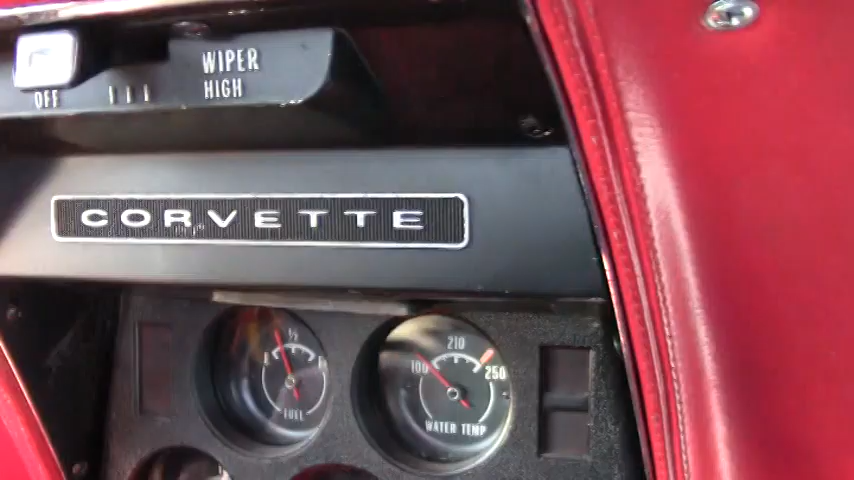 WIPER
OFF HIGH
CORVETTE
½
FUEL
100 210 250
WATER TEMP